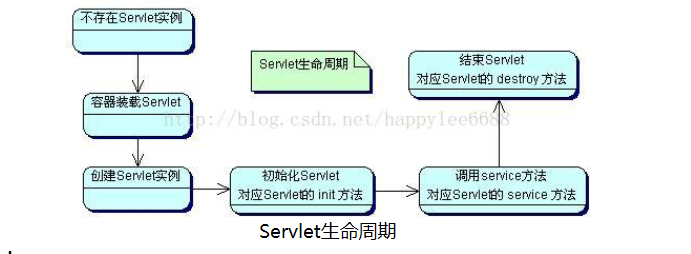 不存在Servlet实例
容器装载Servlet
创建Servlet实例
Servlet生命周期
初始化Servlet
对应Servlet的 init 方法
调用service方法
对应Servlet的 service 方法
结束Servlet
对应Servlet的 destroy 方法
http://blog.csdn.net/happylee6688
Servlet生命周期